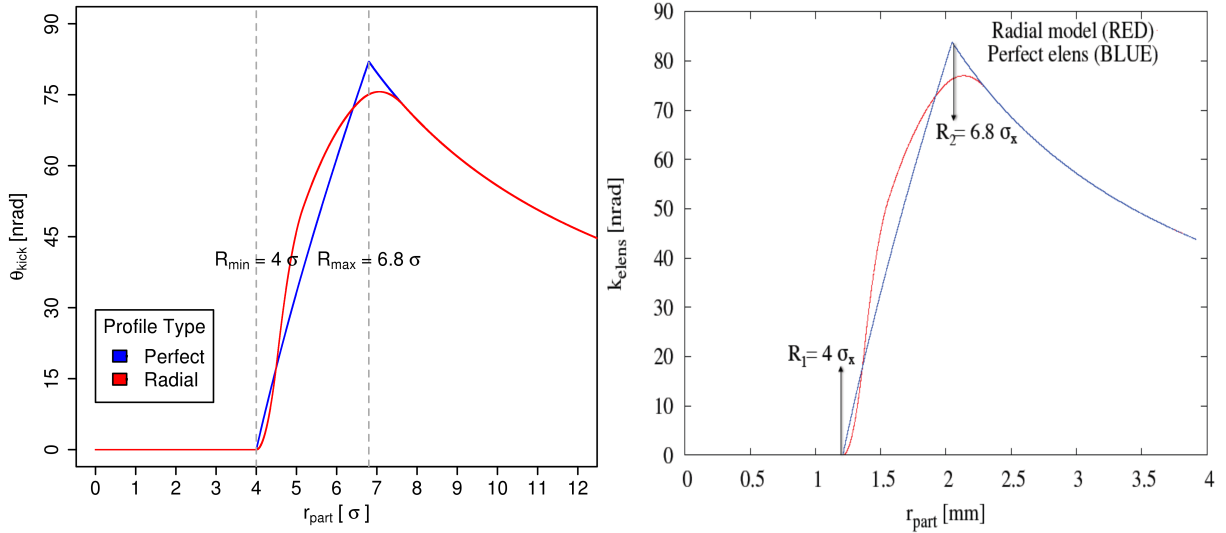 90
75
60
45
30
15
0
θkick [nrad]
Rmin = 4 σ
Rmax = 6.8 σ
Profile Type
Perfect
Radial
0 1 2 3 4 5 6 7 8 9 10 11 12
rpart [ σ ]
90
80
70
60
50
40
30
20
10
0
kelens [nrad]
Radial model (RED)
Perfect elens (BLUE)
R2= 6.8 σx
R1= 4 σx
0 0.5 1 1.5 2 2.5 3 3.5 4
rpart [mm]